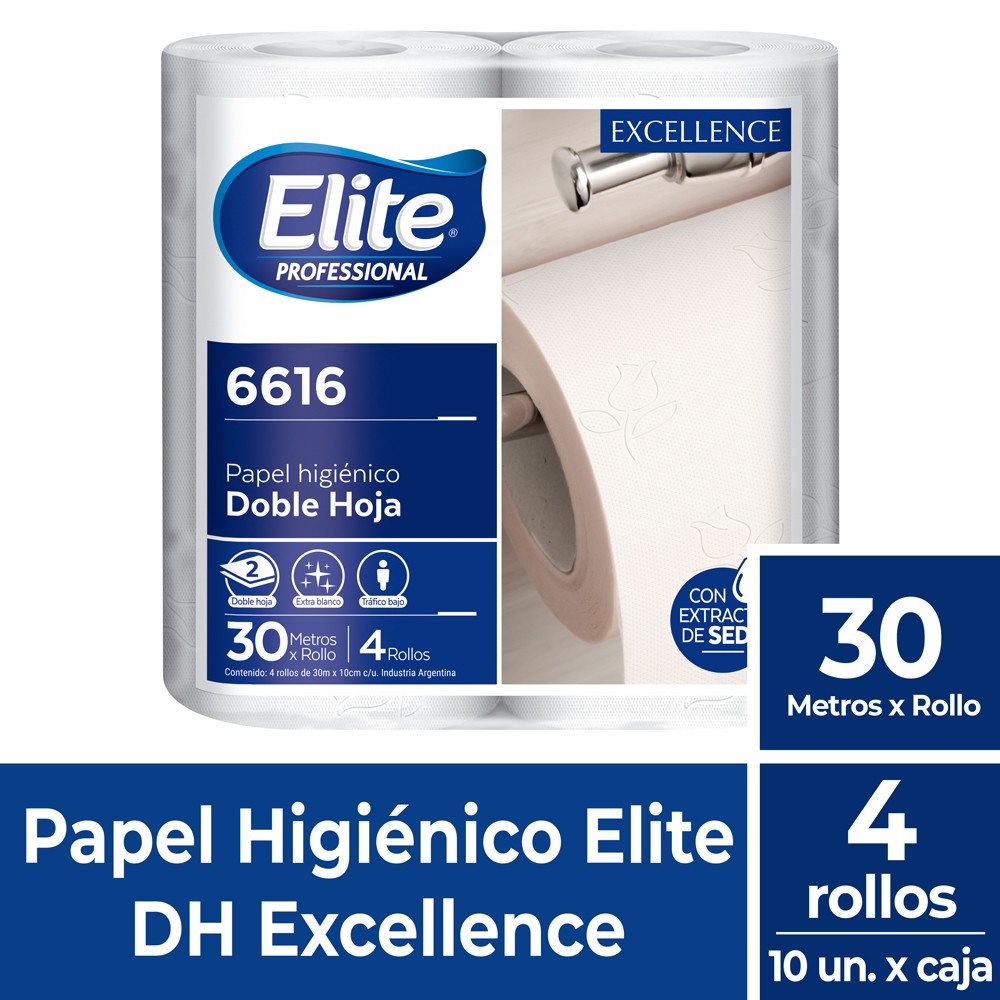 EXCELLENCE
Elite®
PROFESSIONAL
6616
Papel higiénico
Doble Hoja
2
Doble hoja
Extra blanco
Tráfico bajo
30 Metros x Rollo | 4 Rollos
Contenido: 4 rollos de 30m x 10cm c/u. Industria Argentina
CON
DE
30
Metros x Rollo
Papel Higiénico Elite
DH Excellence
4
rollos
10 un. x caja